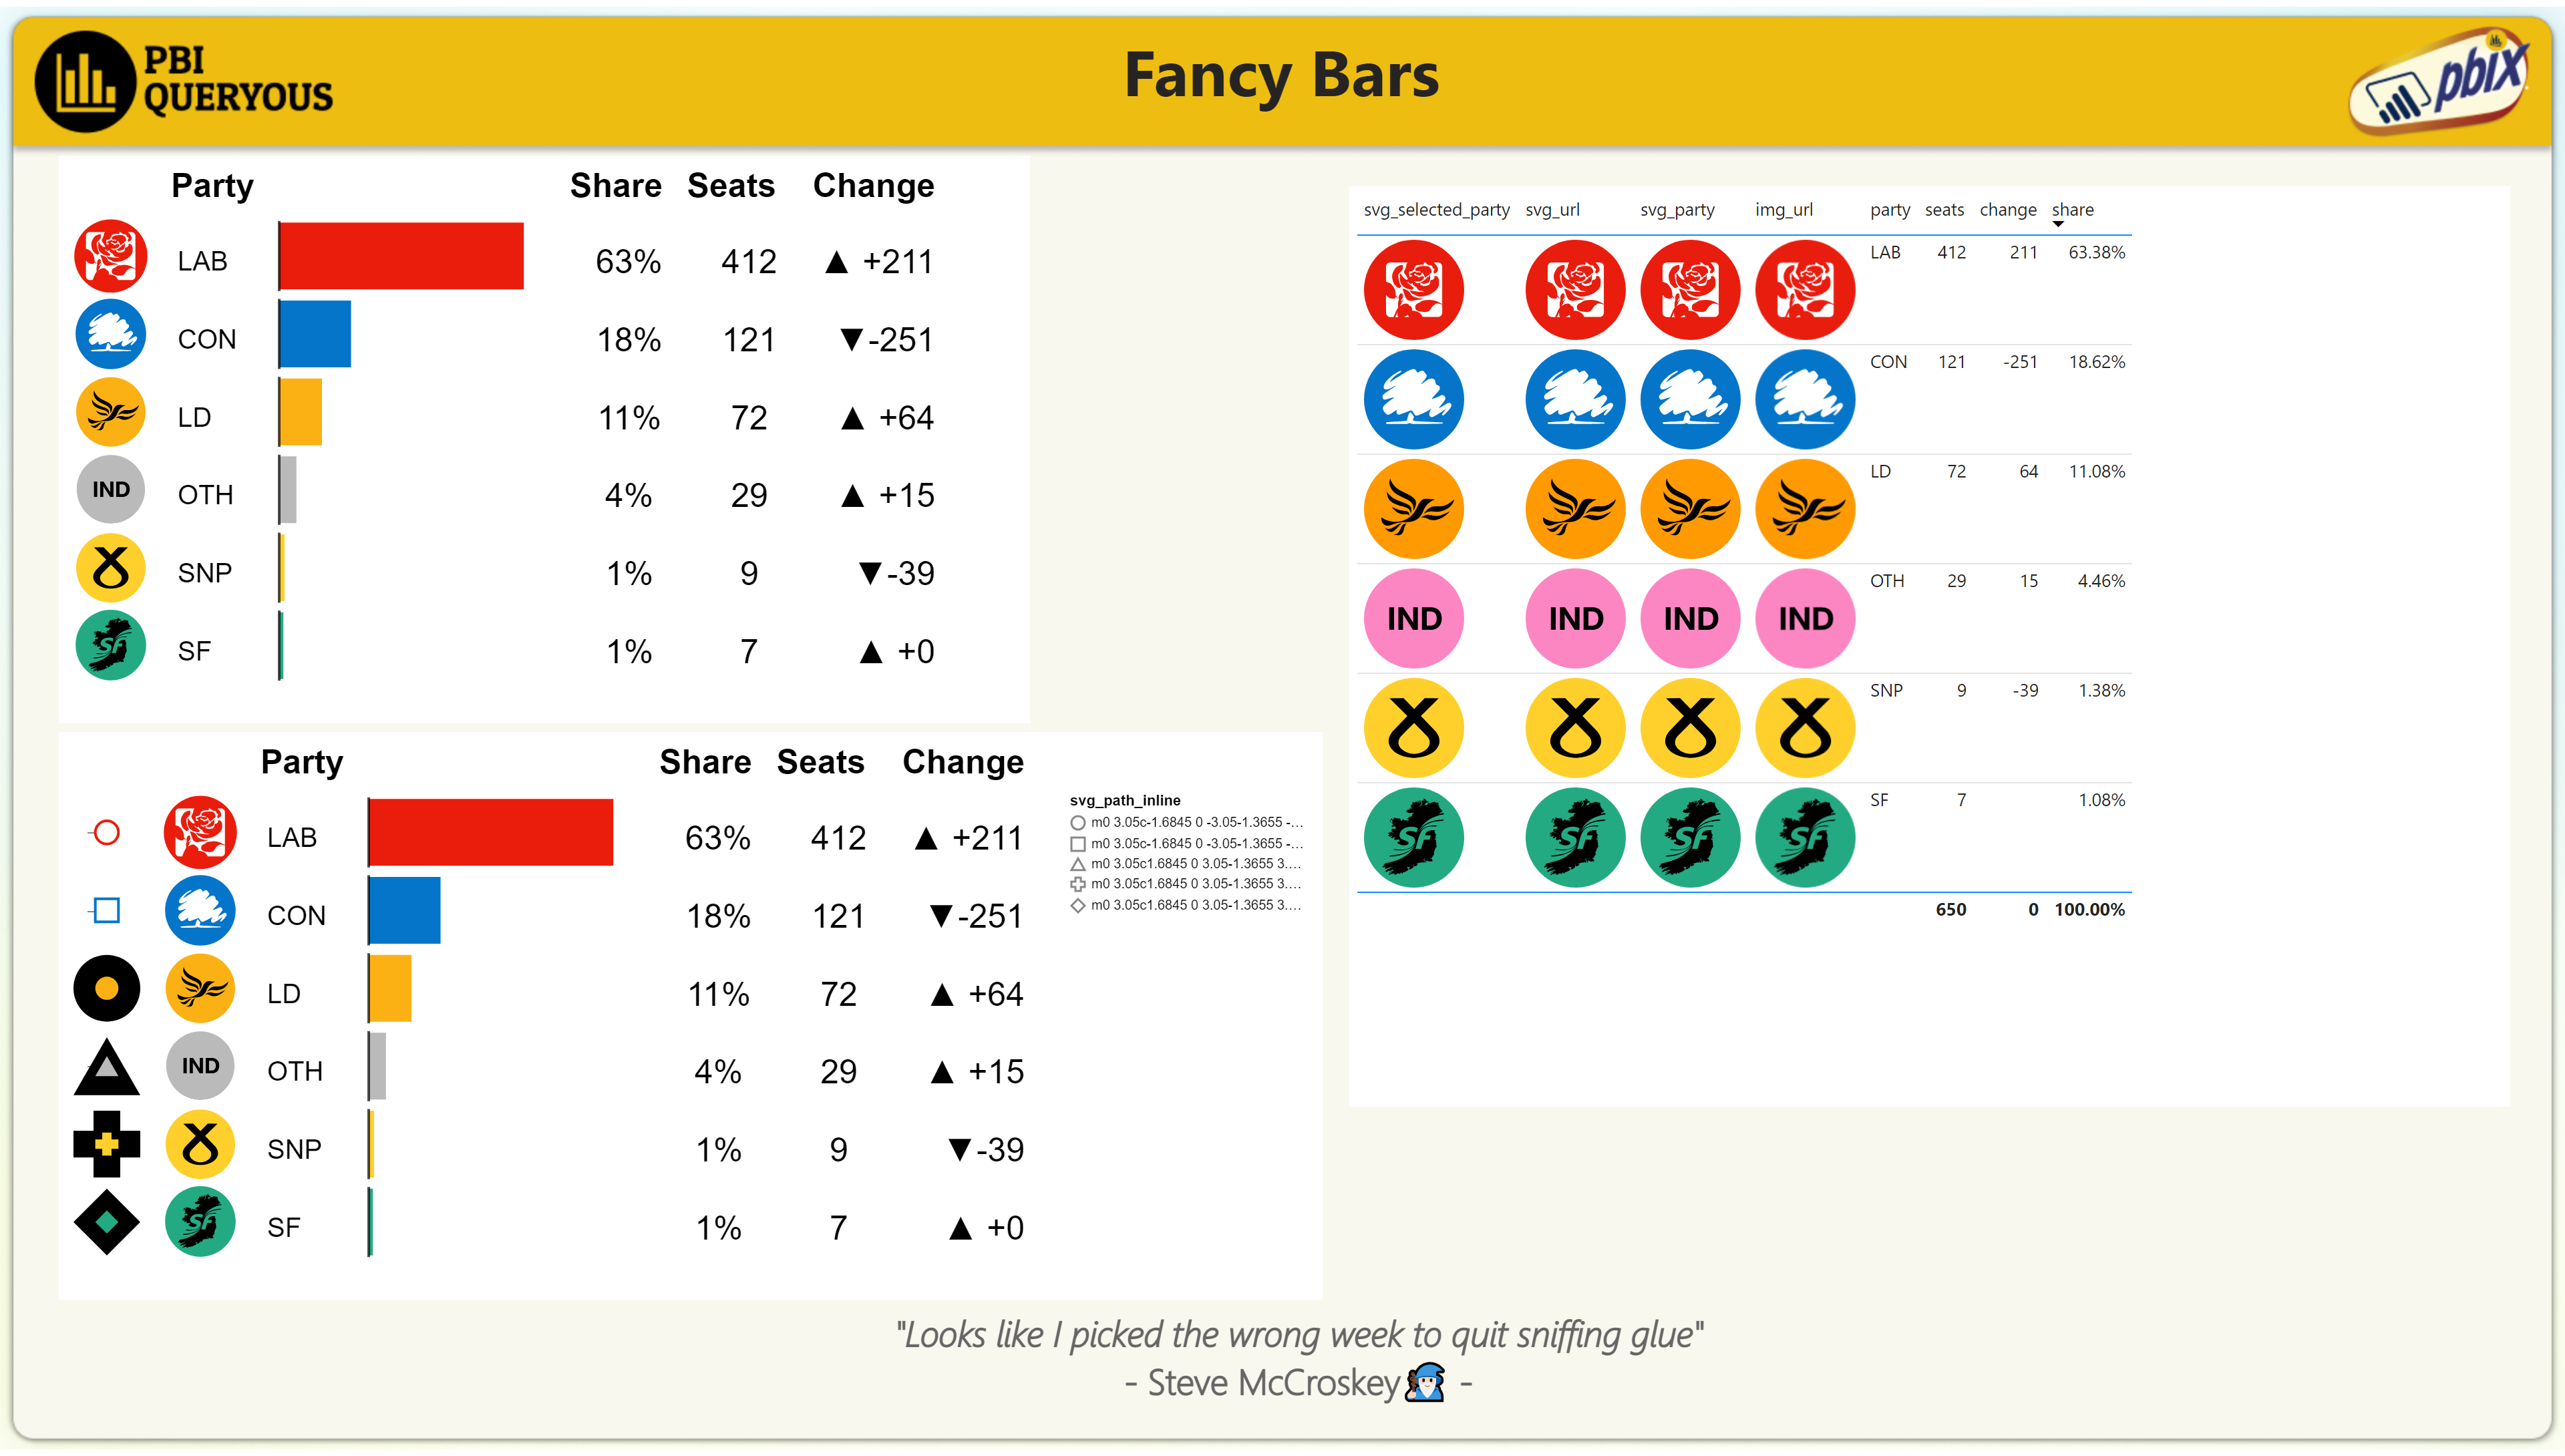 PBI
QUERYOUS
Fancy Bars
pbix
Party Share Seats Change
LAB 63% 412 ▲ +211
CON 18% 121 ▼-251
LD 11% 72 ▲ +64
IND OTH 4% 29 ▲ +15
SNP 1% 9 ▼-39
SF SF 1% 7 ▲ +0
Party Share Seats Change
LAB 63% 412 ▲ +211
CON 18% 121 ▼-251
LD 11% 72 ▲ +64
IND OTH 4% 29 ▲ +15
SNP 1% 9 ▼-39
SF SF 1% 7 ▲ +0
svg_path_inline
m0 3.05c-1.6845 0 -3.05-1.3655 -…
m0 3.05c-1.6845 0 -3.05-1.3655 -…
m0 3.05c1.6845 0 3.05-1.3655 3.…
m0 3.05c1.6845 0 3.05-1.3655 3.…
m0 3.05c1.6845 0 3.05-1.3655 3.…
svg_selected_party svg_url svg_party img_url party seats change share
LAB 412 211 63.38%
CON 121 -251 18.62%
LD 72 64 11.08%
IND IND IND IND OTH 29 15 4.46%
SNP 9 -39 1.38%
SF SF SF SF SF 7 1.08%
650 0 100.00%
"Looks like I picked the wrong week to quit sniffing glue"
- Steve McCroskey🧙 -